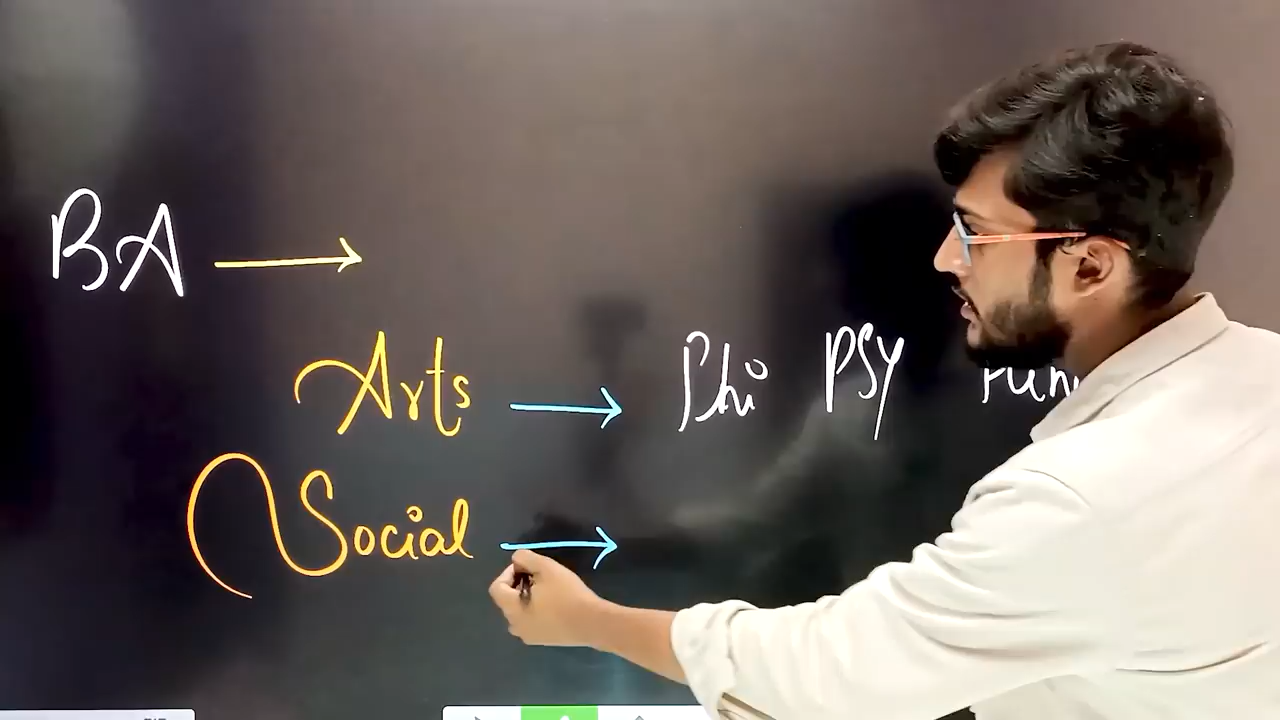 BA →
Arts → Phi PSY
Social →